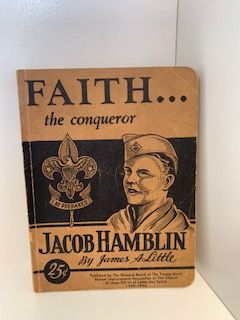 FAITH...
the conqueror
BE PREPARED
JACOB HAMBLIN
By James A. Little
25¢
Published by The General Board of The Young Men's
Mutual Improvement Association of The Church
of Jesus Christ of Latter-day Saints